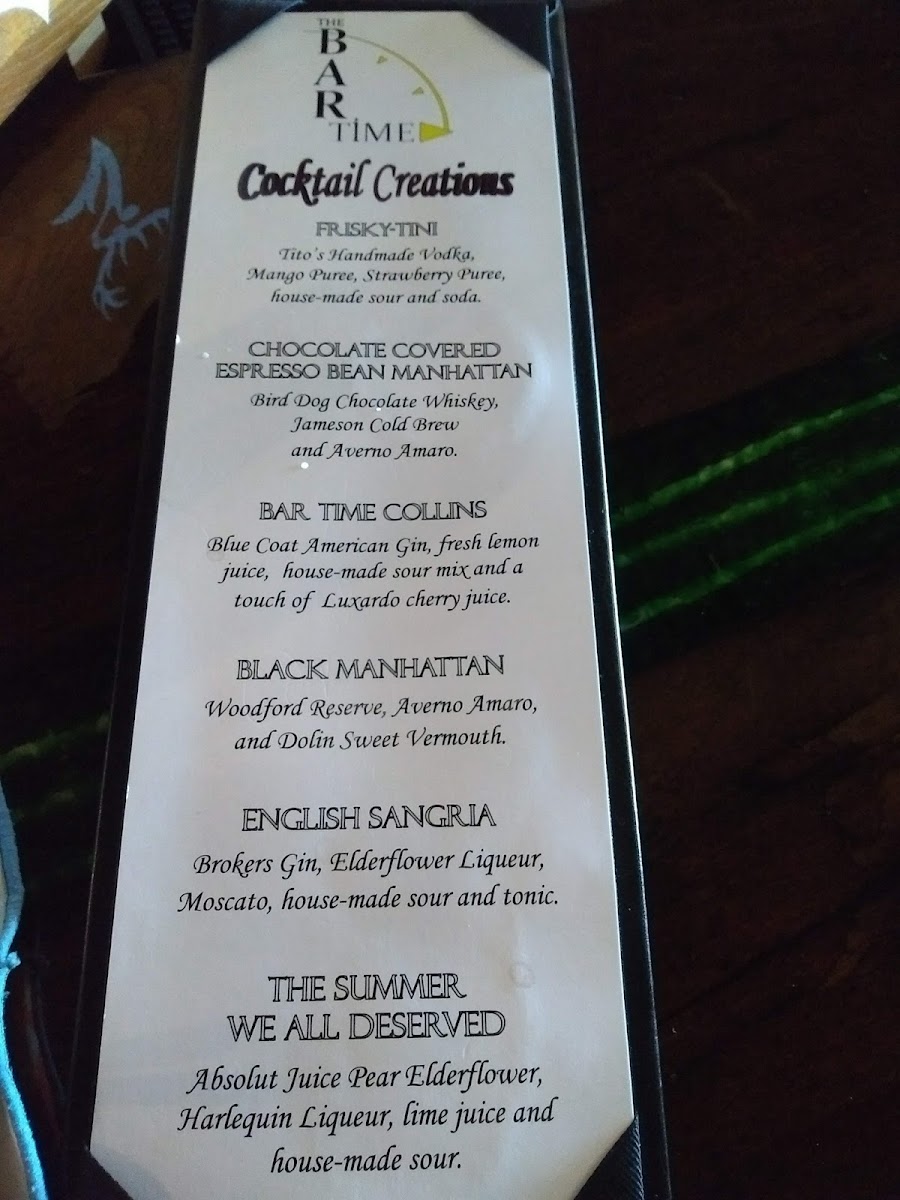 THE
BAR
TIME
Cocktail Creations
FRISKY-TINI
Tito's Handmade Vodka,
Mango Puree, Strawberry Puree,
house-made sour and soda.
CHOCOLATE COVERED
ESPRESSO BEAN MANHATTAN
Bird Dog Chocolate Whiskey,
Jameson Cold Brew
and Averno Amaro.
BAR TIME COLLINS
Blue Coat American Gin, fresh lemon
juice, house-made sour mix and a
touch of Luxardo cherry juice.
BLACK MANHATTAN
Woodford Reserve, Averno Amaro,
and Dolin Sweet Vermouth.
ENGLISH SANGRIA
Brokers Gin, Elderflower Liqueur,
Moscato, house-made sour and tonic.
THE SUMMER
WE ALL DESERVED
Absolut Juice Pear Elderflower,
Harlequin Liqueur, lime juice and
house-made sour.